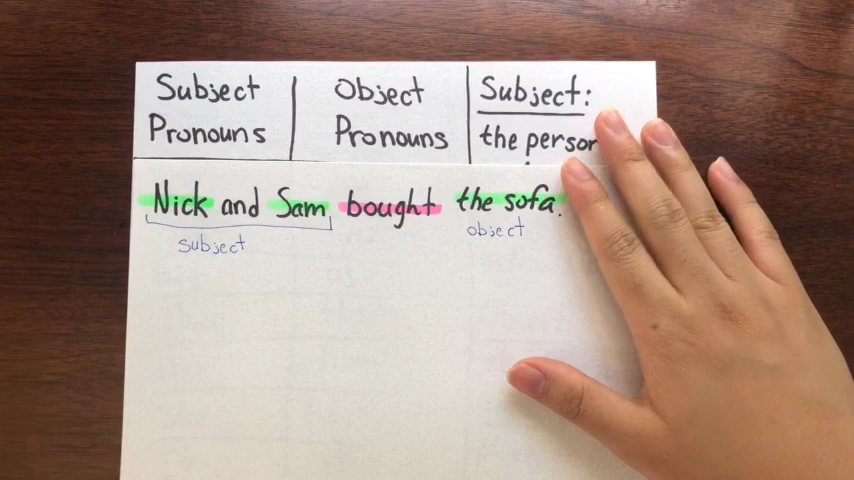 Subject Pronouns
Object Pronouns
Subject:
the person
Nick and Sam bought the sofa.
subject
object